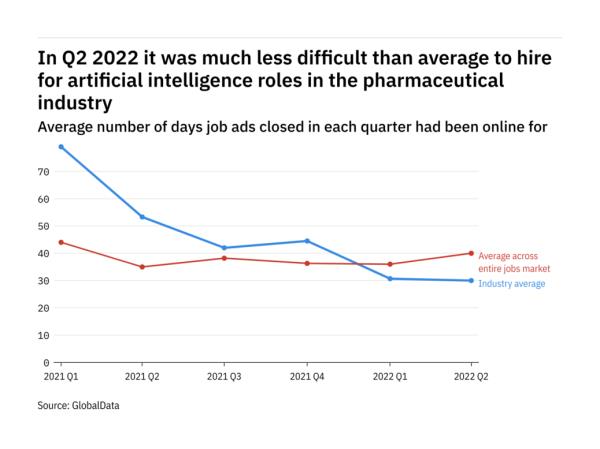 In Q2 2022 it was much less difficult than average to hire
for artificial intelligence roles in the pharmaceutical
industry
Average number of days job ads closed in each quarter had been online for
70
60
50
40
30
20
10
0
Average across
entire jobs market
Industry average
2021 Q1
2021 Q2
2021 Q3
2021 Q4
2022 Q1
2022 Q2
Source: GlobalData